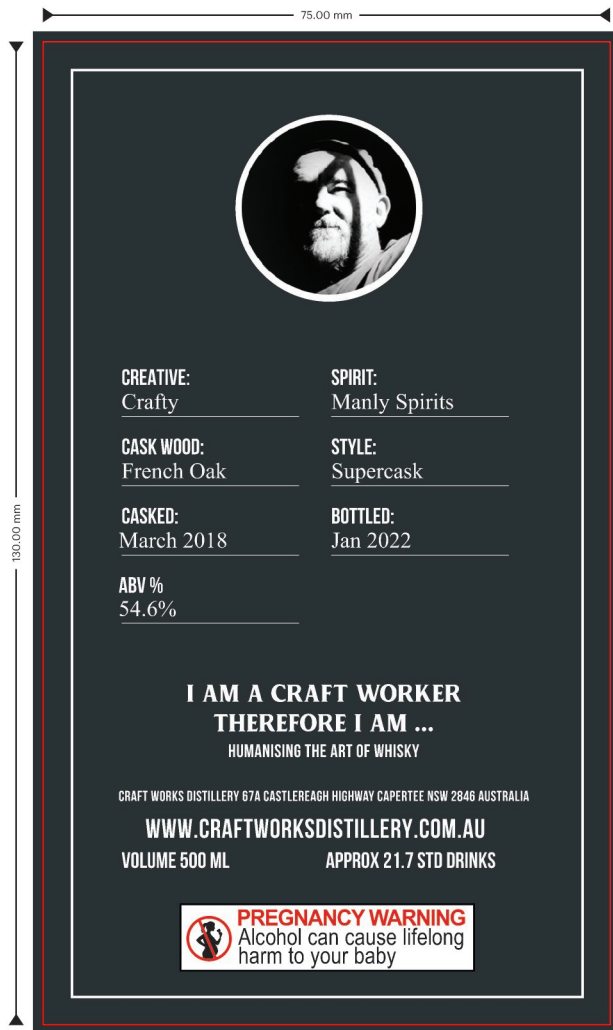 75.00 mm
130.00 mm
CREATIVE:
Crafty
SPIRIT:
Manly Spirits
CASK WOOD:
French Oak
STYLE:
Supercask
CASKED:
March 2018
BOTTLED:
Jan 2022
ABV %
54.6%
I AM A CRAFT WORKER
THEREFORE I AM ...
HUMANISING THE ART OF WHISKY
CRAFT WORKS DISTILLERY 67A CASTLEREAGH HIGHWAY CAPERTEE NSW 2846 AUSTRALIA
WWW.CRAFTWORKSDISTILLERY.COM.AU
VOLUME 500 ML
APPROX 21.7 STD DRINKS
PREGNANCY WARNING
Alcohol can cause lifelong
harm to your baby